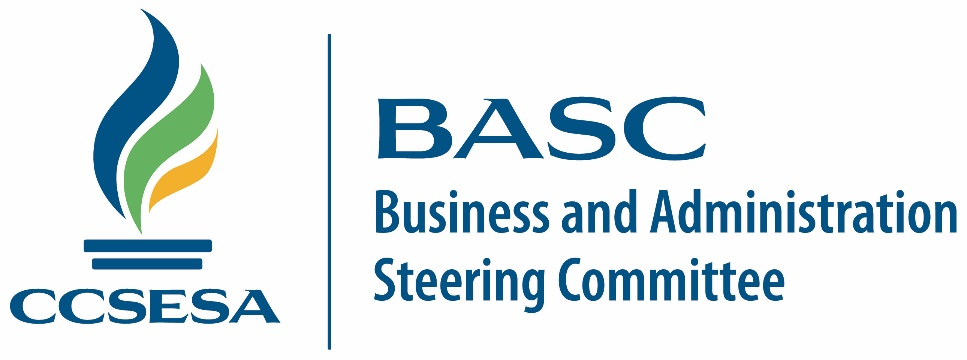 CCSESA
BASC
Business and Administration
Steering Committee